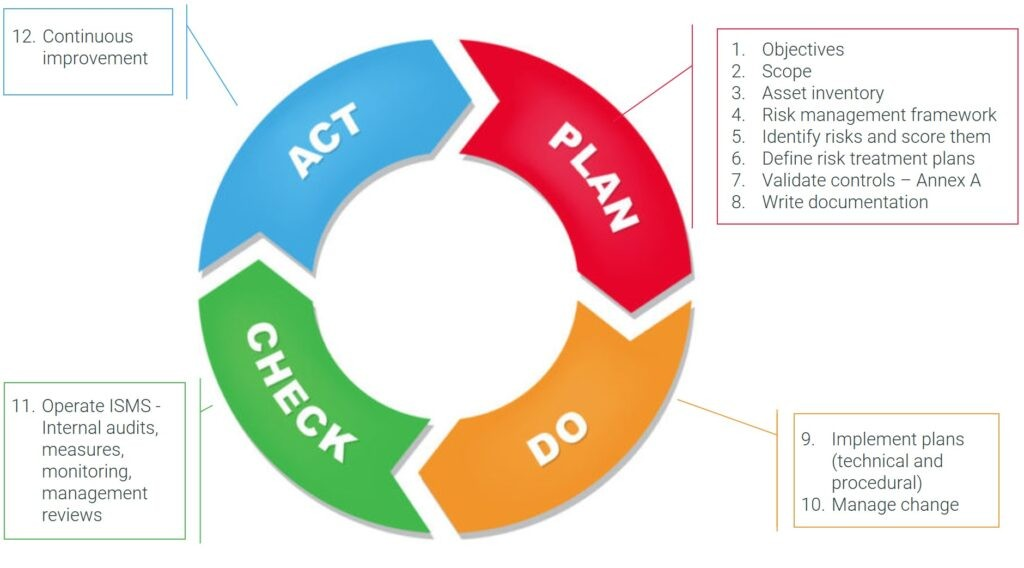 12. Continuous
improvement
ACT
PLAN
1. Objectives
2. Scope
3. Asset inventory
4. Risk management framework
5. Identify risks and score them
6. Define risk treatment plans
7. Validate controls – Annex A
8. Write documentation
CHECK
DO
11. Operate ISMS -
Internal audits,
measures,
monitoring,
management
reviews
9. Implement plans
(technical and
procedural)
10. Manage change